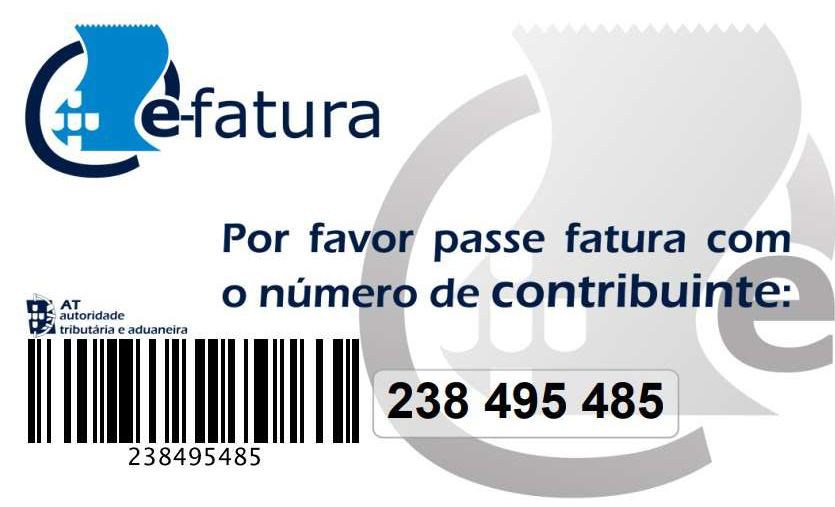 e-fatura
Por favor passe fatura com
o número de contribuinte:
AT
autoridade
tributária e aduaneira
238 495 485
238495485
e